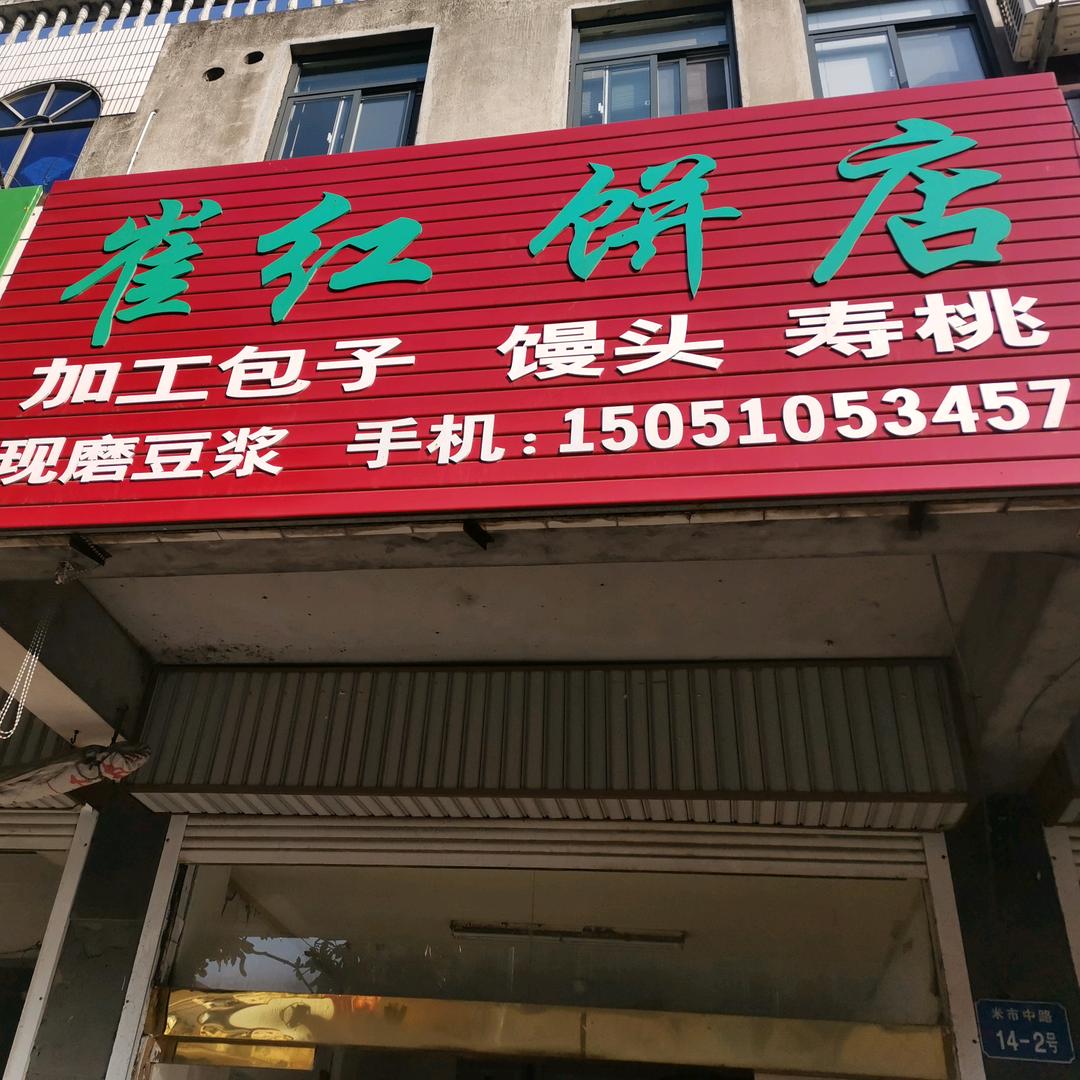 崔红饼店
加工包子 馒头 寿桃
现磨豆浆 手机:15051053457
米市中路
14-2号